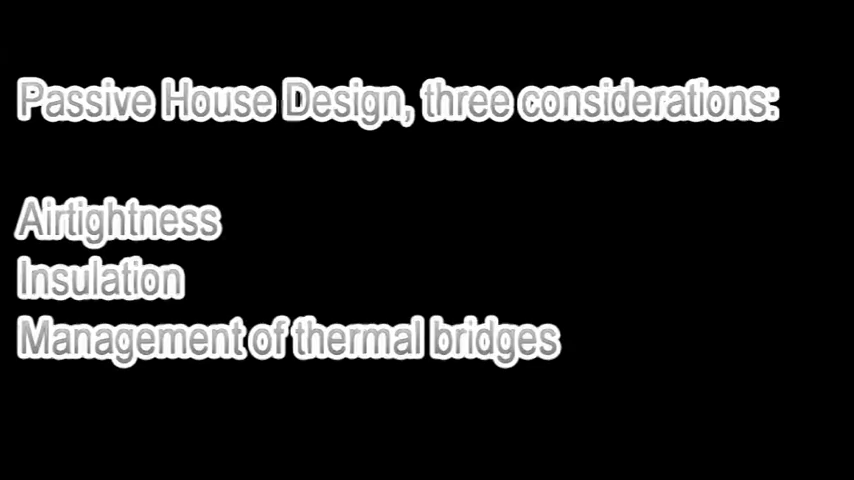 Passive House Design, three considerations:
Airtightness
Insulation
Management of thermal bridges